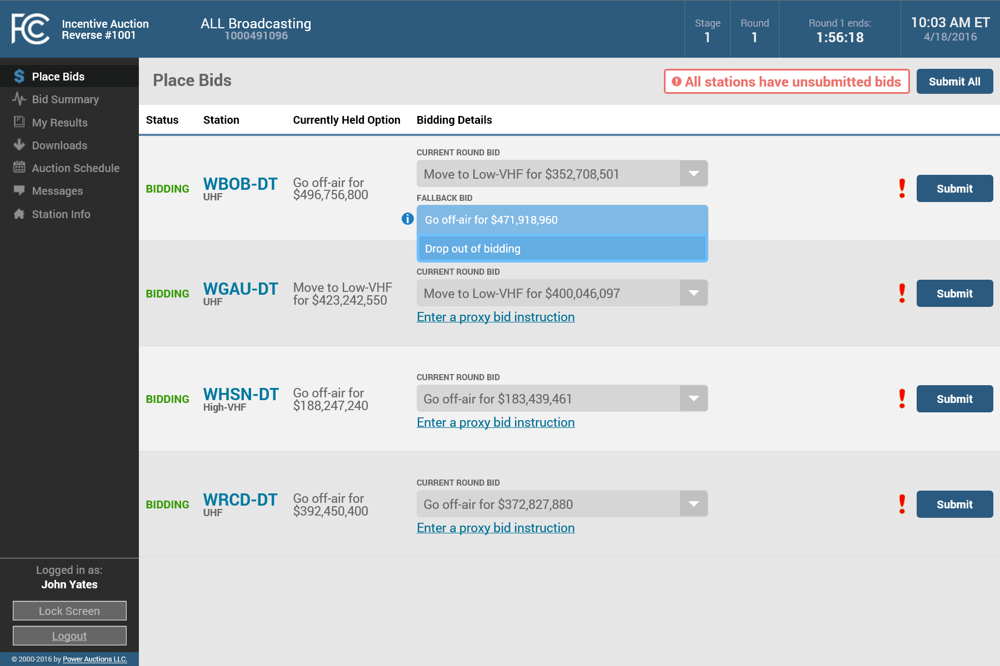 FCC
Incentive Auction
Reverse #1001
ALL Broadcasting
1000491096
Stage
1
Round
1
Round 1 ends:
1:56:18
10:03 AM ET
4/18/2016
Place Bids
Bid Summary
My Results
Downloads
Auction Schedule
Messages
Station Info
Place Bids
All stations have unsubmitted bids
Submit All
Status Station Currently Held Option Bidding Details
BIDDING
WBOB-DT
UHF
Go off-air for
$496,756,800
CURRENT ROUND BID
Move to Low-VHF for $352,708,501
FALLBACK BID
Go off-air for $471,918,960
Drop out of bidding
Submit
BIDDING
WGAU-DT
UHF
Move to Low-VHF
for $423,242,550
CURRENT ROUND BID
Move to Low-VHF for $400,046,097
Enter a proxy bid instruction
Submit
BIDDING
WHSN-DT
High-VHF
Go off-air for
$188,247,240
CURRENT ROUND BID
Go off-air for $183,439,461
Enter a proxy bid instruction
Submit
BIDDING
WRCD-DT
UHF
Go off-air for
$392,450,400
CURRENT ROUND BID
Go off-air for $372,827,880
Enter a proxy bid instruction
Submit
Logged in as:
John Yates
Lock Screen
Logout
© 2000-2016 by Power Auctions LLC.